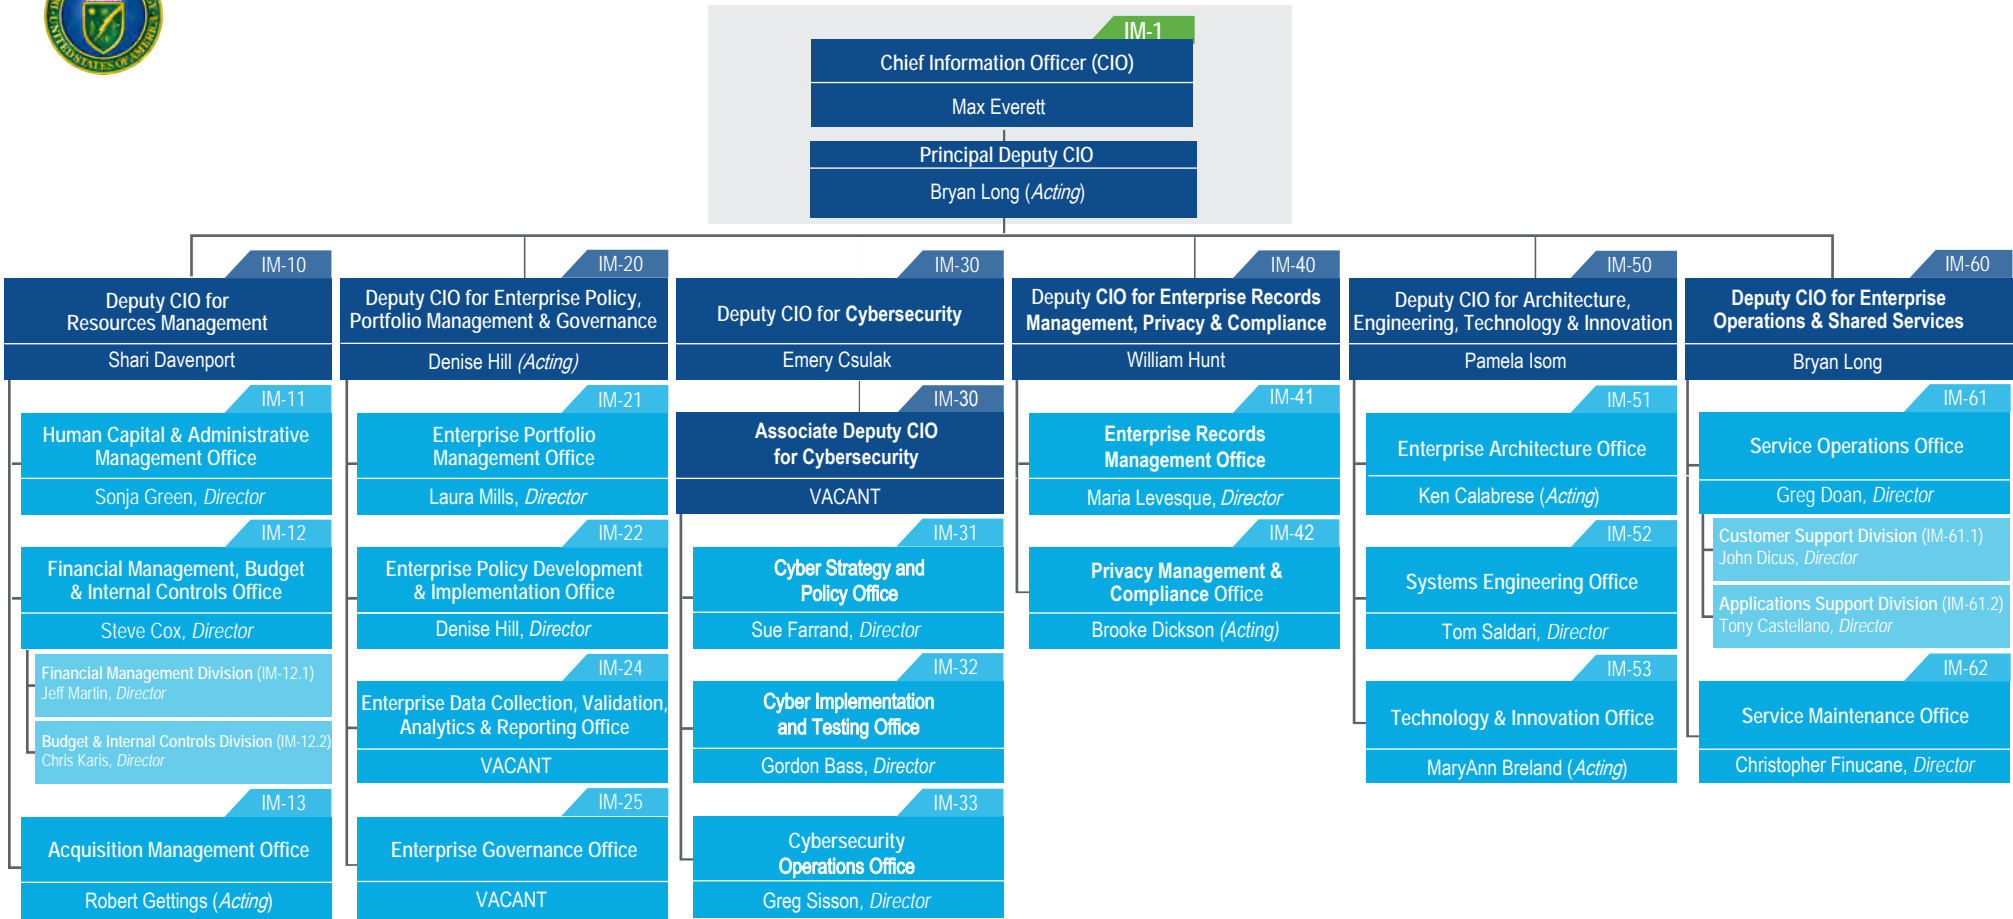 UNITED STATES OF AMERICA
IM-1
Chief Information Officer (CIO)
Max Everett
Principal Deputy CIO
Bryan Long (Acting)
IM-10
Deputy CIO for
Resources Management
Shari Davenport
IM-11
Human Capital & Administrative
Management Office
Sonja Green, Director
IM-12
Financial Management, Budget
& Internal Controls Office
Steve Cox, Director
Financial Management Division (IM-12.1)
Jeff Martin, Director
Budget & Internal Controls Division (IM-12.2)
Chris Karis, Director
IM-13
Acquisition Management Office
Robert Gettings (Acting)
IM-20
Deputy CIO for Enterprise Policy,
Portfolio Management & Governance
Denise Hill (Acting)
IM-21
Enterprise Portfolio
Management Office
Laura Mills, Director
IM-22
Enterprise Policy Development
& Implementation Office
Denise Hill, Director
IM-24
Enterprise Data Collection, Validation,
Analytics & Reporting Office
VACANT
IM-25
Enterprise Governance Office
VACANT
IM-30
Deputy CIO for Cybersecurity
Emery Csulak
IM-30
Associate Deputy CIO
for Cybersecurity
VACANT
IM-31
Cyber Strategy and
Policy Office
Sue Farrand, Director
IM-32
Cyber Implementation
and Testing Office
Gordon Bass, Director
IM-33
Cybersecurity
Operations Office
Greg Sisson, Director
IM-40
Deputy CIO for Enterprise Records
Management, Privacy & Compliance
William Hunt
IM-41
Enterprise Records
Management Office
Maria Levesque, Director
IM-42
Privacy Management &
Compliance Office
Brooke Dickson (Acting)
IM-50
Deputy CIO for Architecture,
Engineering, Technology & Innovation
Pamela Isom
IM-51
Enterprise Architecture Office
Ken Calabrese (Acting)
IM-52
Systems Engineering Office
Tom Saldari, Director
IM-53
Technology & Innovation Office
MaryAnn Breland (Acting)
IM-60
Deputy CIO for Enterprise
Operations & Shared Services
Bryan Long
IM-61
Service Operations Office
Greg Doan, Director
Customer Support Division (IM-61.1)
John Dicus, Director
Applications Support Division (IM-61.2)
Tony Castellano, Director
IM-62
Service Maintenance Office
Christopher Finucane, Director